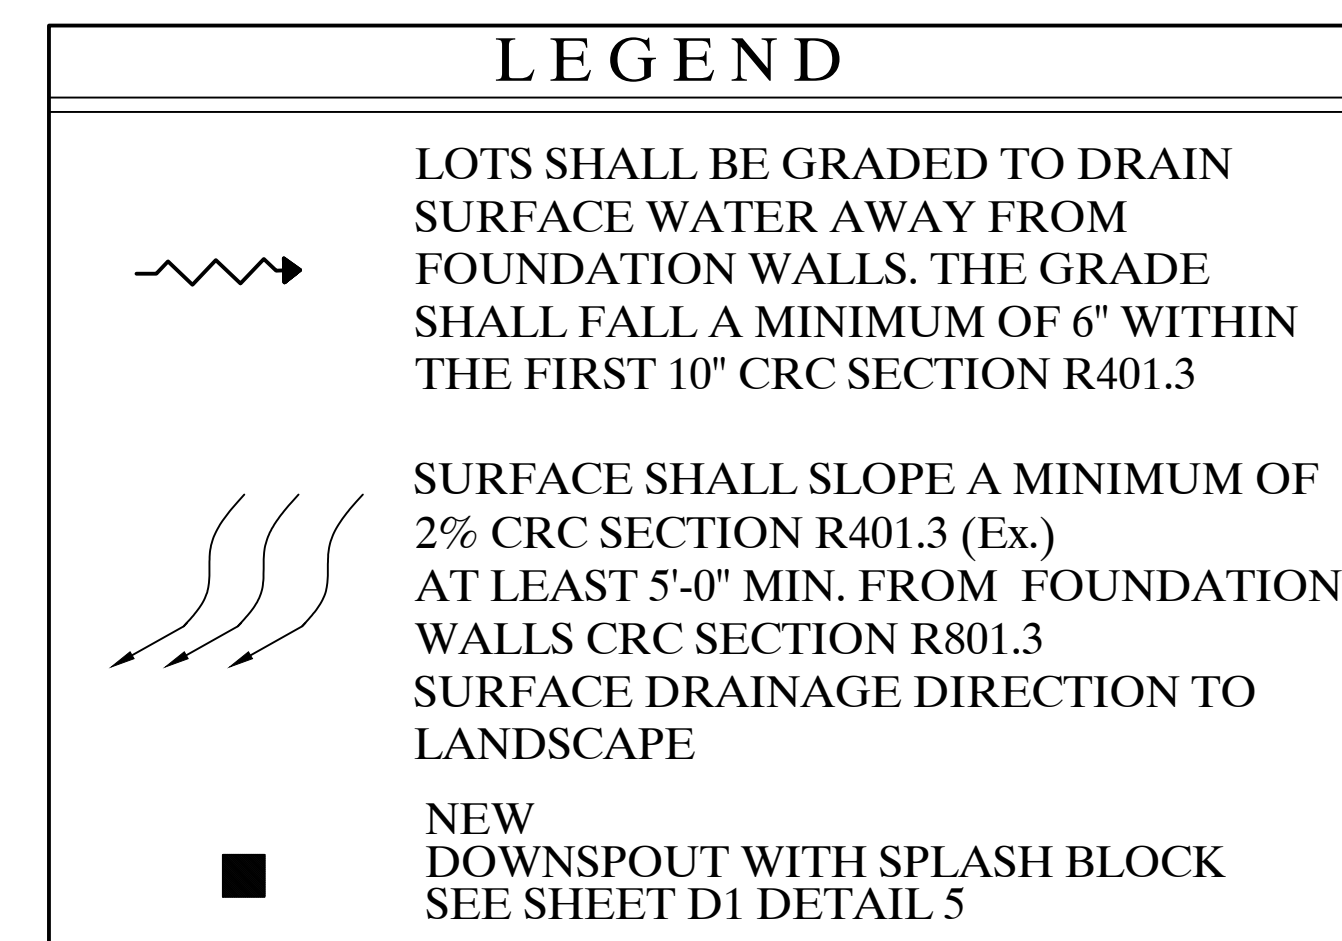 LEGEND
LOTS SHALL BE GRADED TO DRAIN
SURFACE WATER AWAY FROM
FOUNDATION WALLS. THE GRADE
SHALL FALL A MINIMUM OF 6" WITHIN
THE FIRST 10" CRC SECTION R401.3
SURFACE SHALL SLOPE A MINIMUM OF
2% CRC SECTION R401.3 (Ex.)
AT LEAST 5'-0" MIN. FROM FOUNDATION
WALLS CRC SECTION R801.3
SURFACE DRAINAGE DIRECTION TO
LANDSCAPE
NEW
DOWNSPOUT WITH SPLASH BLOCK
SEE SHEET D1 DETAIL 5